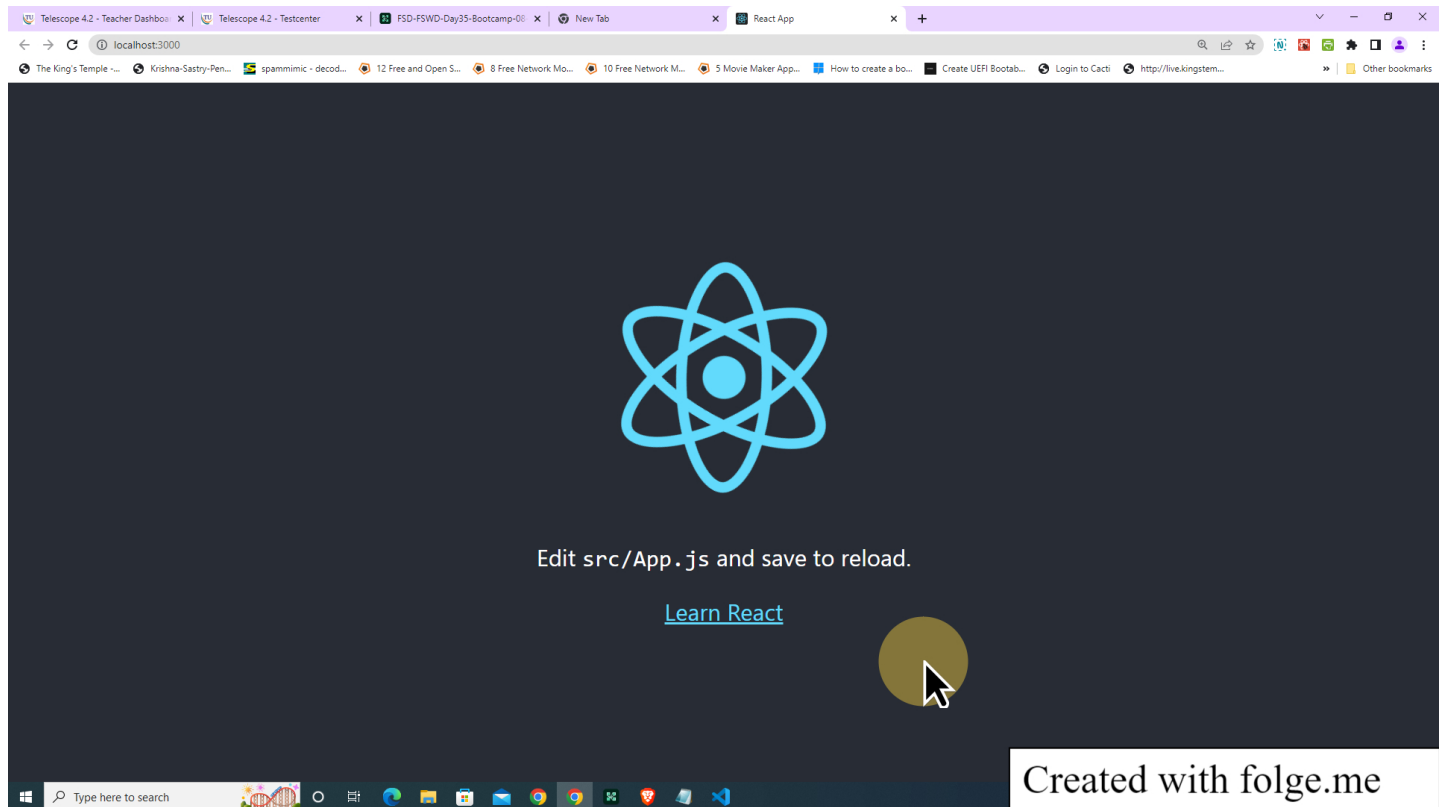 Telescope 4.2 - Teacher Dashboa
Telescope 4.2 - Testcenter
FSD-FSWD-Day35-Bootcamp-08
New Tab
React App
localhost:3000
The King's Temple -...
Krishna-Sastry-Pen...
spammimic - decod...
12 Free and Open S...
8 Free Network Mo...
10 Free Network M...
5 Movie Maker App...
How to create a bo...
Create UEFI Bootab...
Login to Cacti
http://live.kingstem...
»
Other bookmarks
Edit src/App.js and save to reload.
Learn React
Created with folge.me
Type here to search